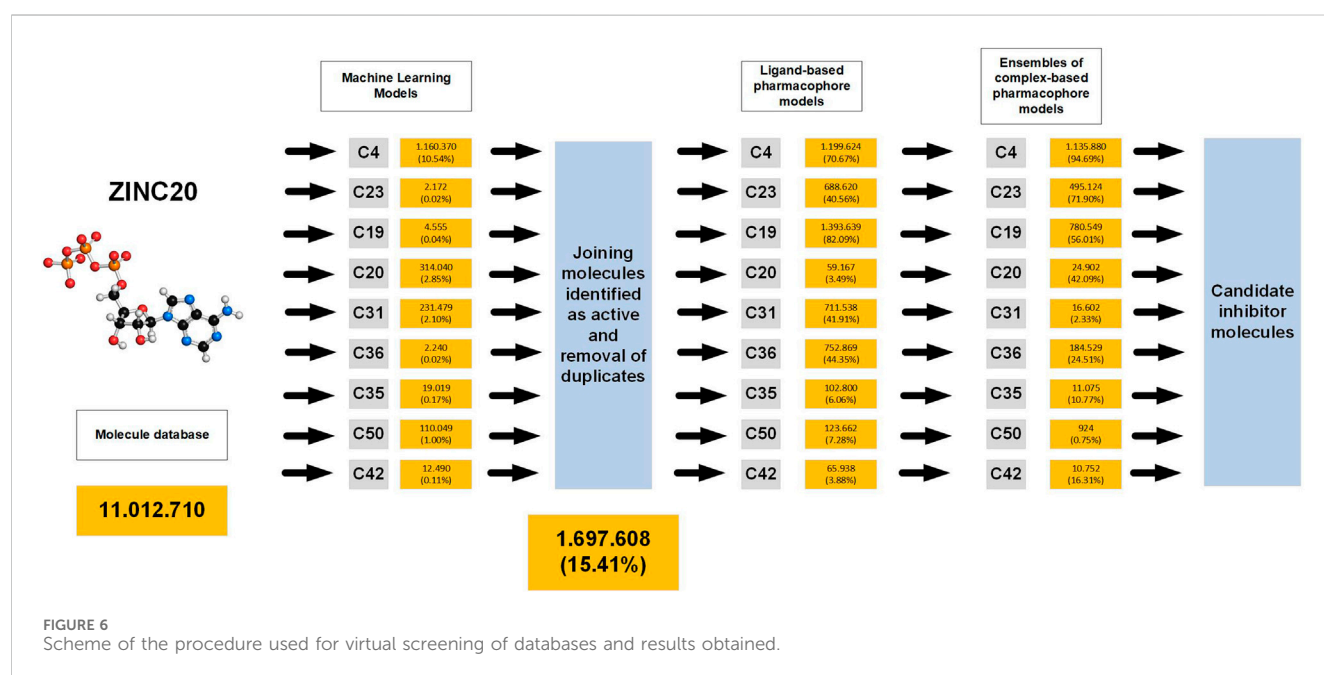 Machine Learning
Models
Ligand-based
pharmacophore
models
Ensembles of
complex-based
pharmacophore
models
ZINC20
Molecule database
11.012.710
C4
1.160.370
(10.54%)
C23
2.172
(0.02%)
C19
4.555
(0.04%)
C20
314.040
(2.85%)
C31
231.479
(2.10%)
C36
2.240
(0.02%)
C35
19.019
(0.17%)
C50
110.049
(1.00%)
C42
12.490
(0.11%)
Joining
molecules
identified
as active
and
removal of
duplicates
1.697.608
(15.41%)
C4
1.199.624
(70.67%)
C23
688.620
(40.56%)
C19
1.393.639
(82.09%)
C20
59.167
(3.49%)
C31
711.538
(41.91%)
C36
752.869
(44.35%)
C35
102.800
(6.06%)
C50
123.662
(7.28%)
C42
65.938
(3.88%)
C4
1.135.880
(94.69%)
C23
495.124
(71.90%)
C19
780.549
(56.01%)
C20
24.902
(42.09%)
C31
16.602
(2.33%)
C36
184.529
(24.51%)
C35
11.075
(10.77%)
C50
924
(0.75%)
C42
10.752
(16.31%)
Candidate
inhibitor
molecules
FIGURE 6
Scheme of the procedure used for virtual screening of databases and results obtained.